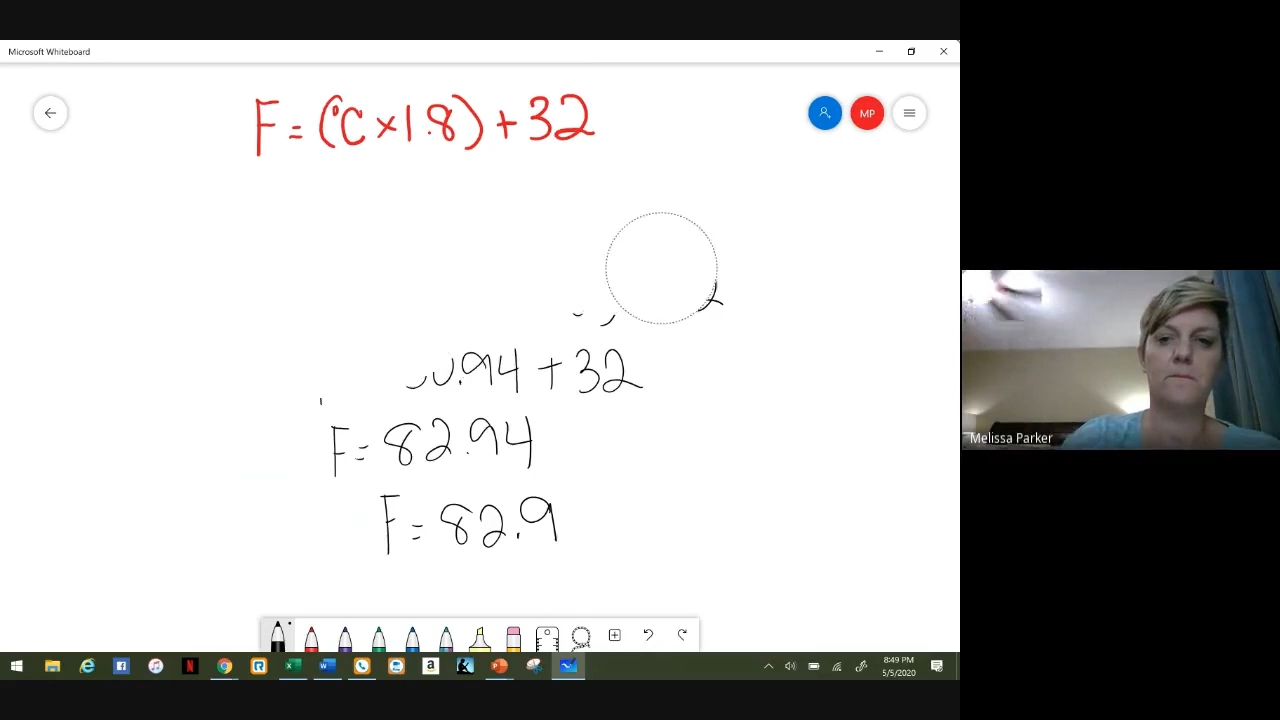 Microsoft Whiteboard
F = (°C × 1.8) + 32
MP
.94 + 32
F = 82.94
F = 82.9
Melissa Parker
8:49 PM
5/5/2020